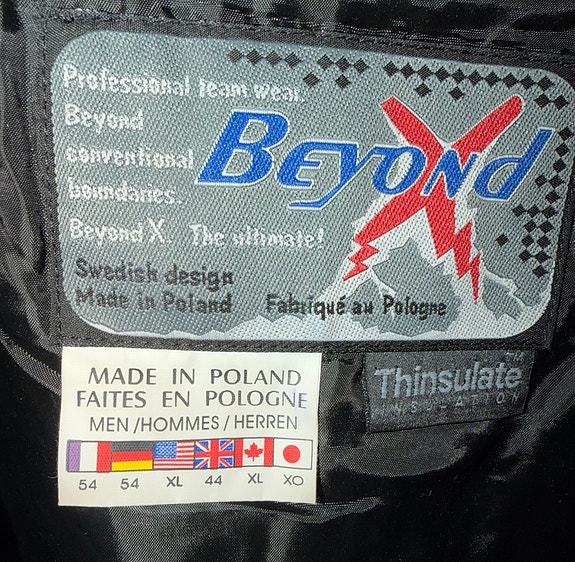 Professional team wear.
Beyond
conventional
boundaries.
Beyond X. The ultimate!
BEYOND X
Swedish design
Made in Poland Fabriqué au Pologne
MADE IN POLAND
FAITES EN POLOGNE
MEN /HOMMES / HERREN
54 54 XL 44 XL XO
Thinsulate™
INSULATION